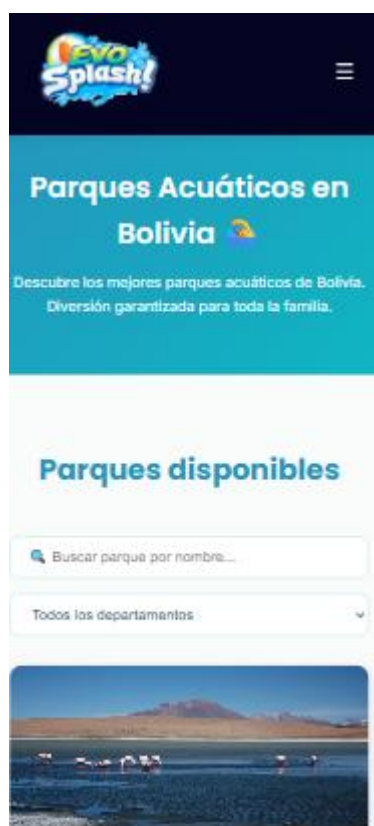 EVO
Splash!
☰
Parques Acuáticos en
Bolivia 🏊
Descubre los mejores parques acuáticos de Bolivia.
Diversión garantizada para toda la familia.
Parques disponibles
🔍 Buscar parque por nombre...
Todos los departamentos